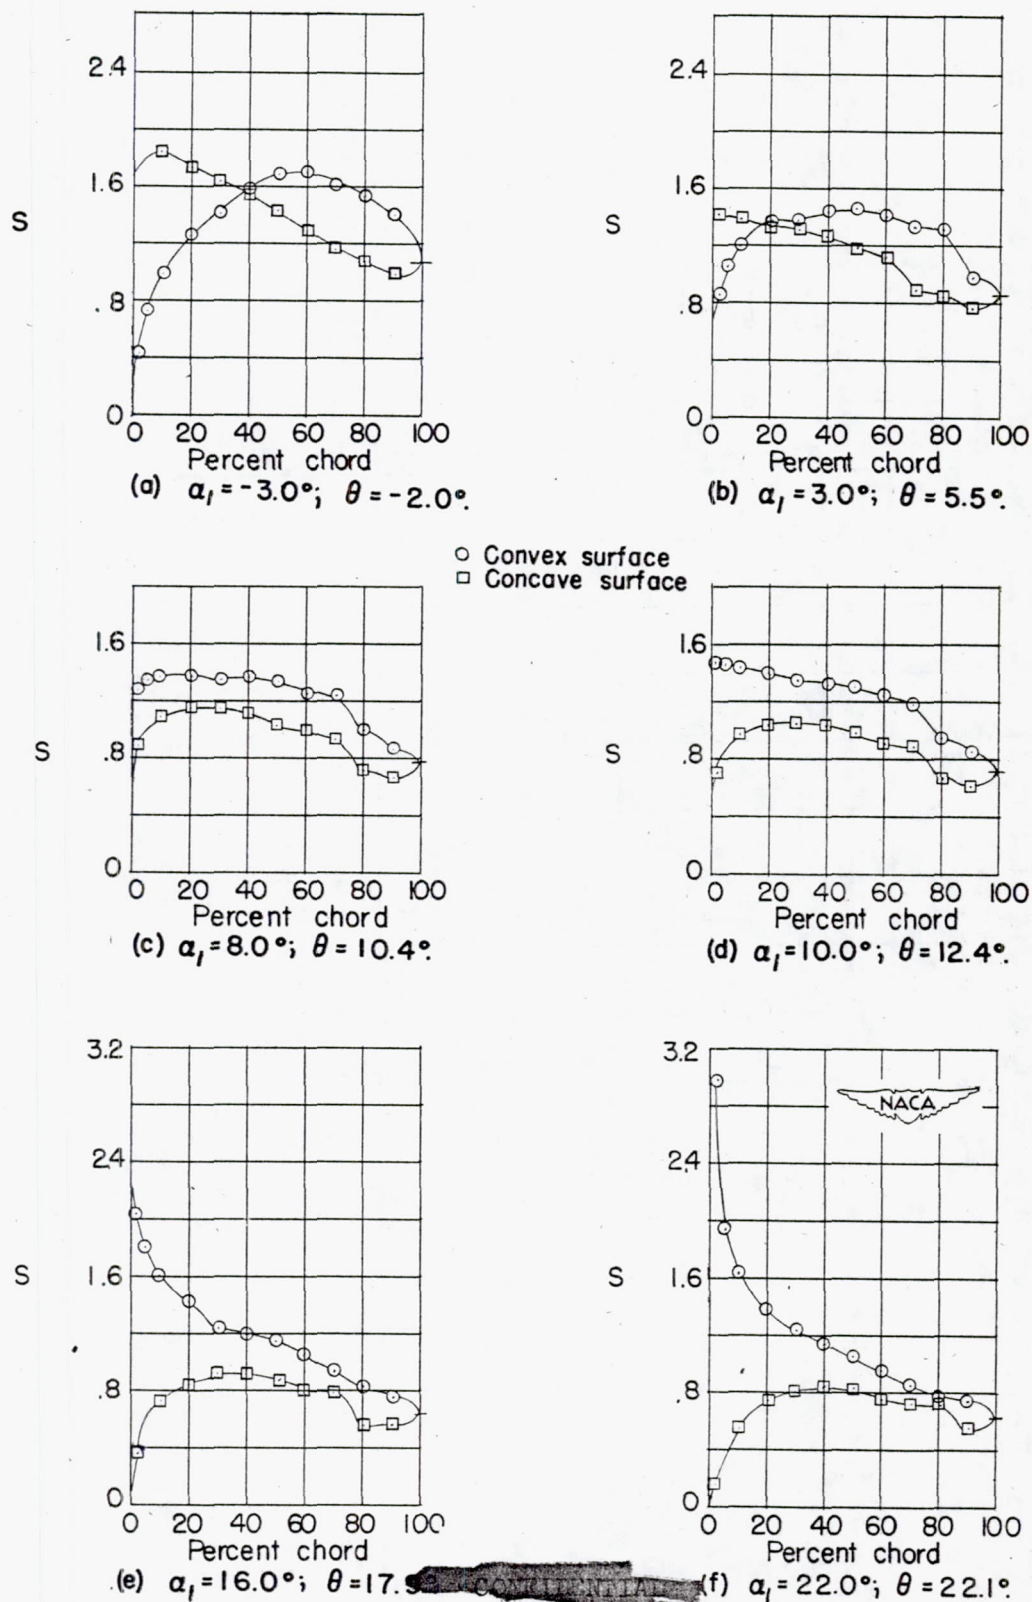 2.4
1.6
S
.8
0
0 20 40 60 80 100
Percent chord
(a) α₁ = -3.0°; θ = -2.0°.
2.4
1.6
S
.8
0
0 20 40 60 80 100
Percent chord
(b) α₁ = 3.0°; θ = 5.5°.
Convex surface
Concave surface
1.6
S
.8
0
0 20 40 60 80 100
Percent chord
(c) α₁ = 8.0°; θ = 10.4°.
1.6
S
.8
0
0 20 40 60 80 100
Percent chord
(d) α₁ = 10.0°; θ = 12.4°.
3.2
2.4
S
1.6
.8
0
0 20 40 60 80 100
Percent chord
(e) α₁ = 16.0°; θ = 17.
CONFIDENTIAL
3.2
NACA
2.4
S
1.6
.8
0
0 20 40 60 80 100
Percent chord
(f) α₁ = 22.0°; θ = 22.1°.